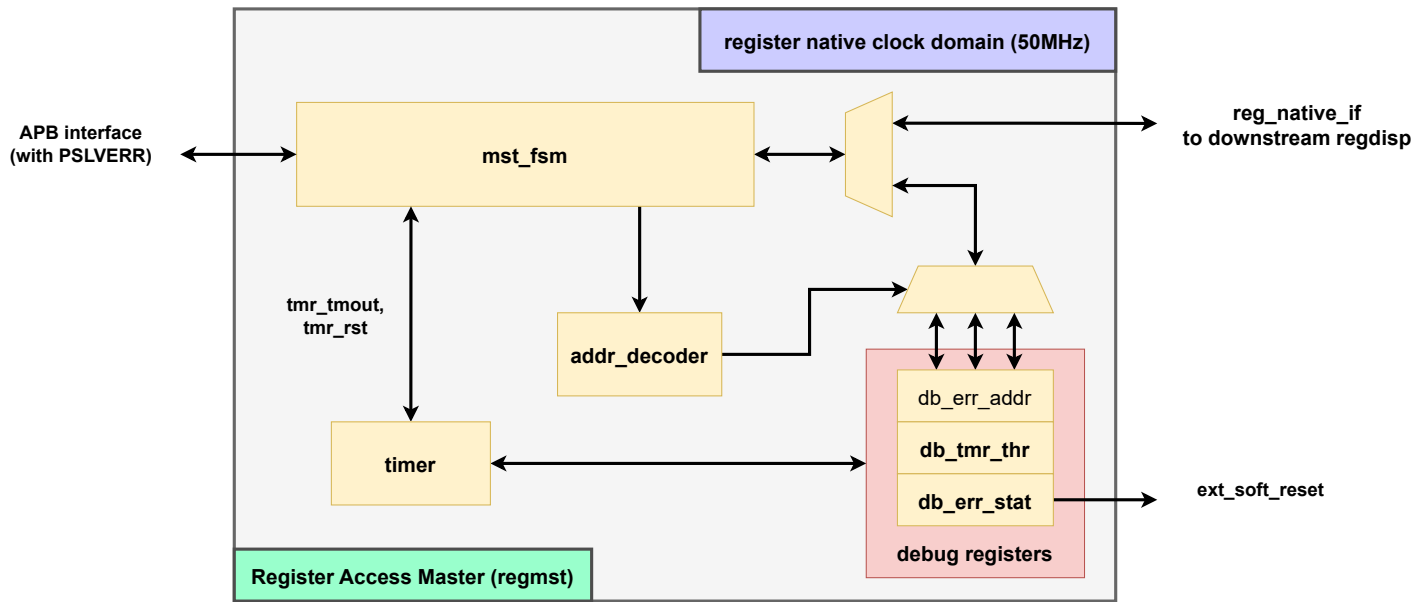 register native clock domain (50MHz)
APB interface
(with PSLVERR)
mst_fsm
reg_native_if
to downstream regdisp
tmr_tmout,
tmr_rst
addr_decoder
db_err_addr
db_tmr_thr
timer
db_err_stat
ext_soft_reset
debug registers
Register Access Master (regmst)